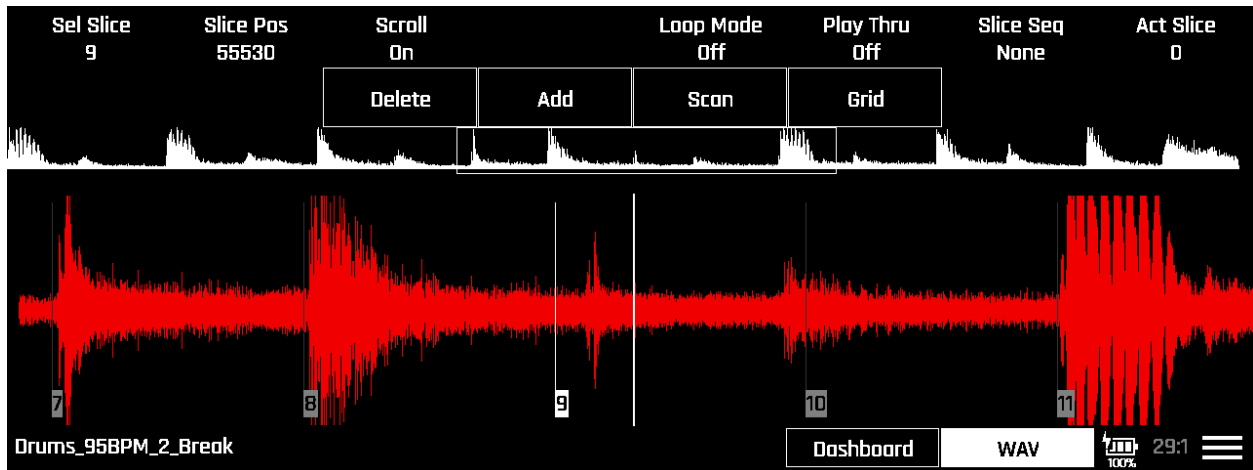 Sel Slice Slice Pos Scroll Loop Mode Play Thru Slice Seq Act Slice
9 55530 On Off Off None 0
Delete Add Scan Grid
7 8 9 10 11
Drums_95BPM_2_Break Dashboard WAV 100% 29:1